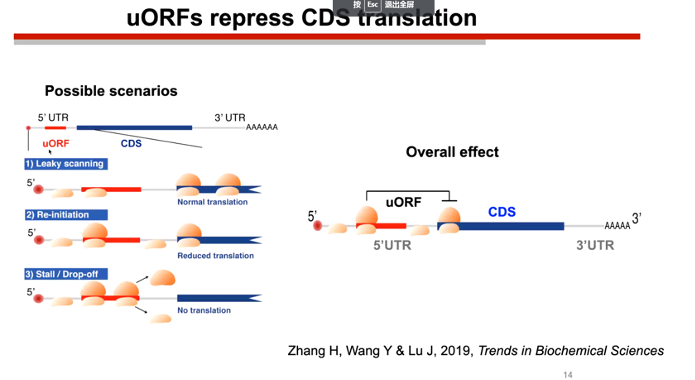 uORFs repress CDS translation
按 Esc 退出全屏
Possible scenarios
5' UTR
3' UTR
AAAAAA
uORF
CDS
1) Leaky scanning
5'
Normal translation
2) Re-initiation
5'
Reduced translation
3) Stall / Drop-off
5'
No translation
Overall effect
uORF
5'
CDS
AAAAA 3'
5'UTR
3'UTR
Zhang H, Wang Y & Lu J, 2019, Trends in Biochemical Sciences
14